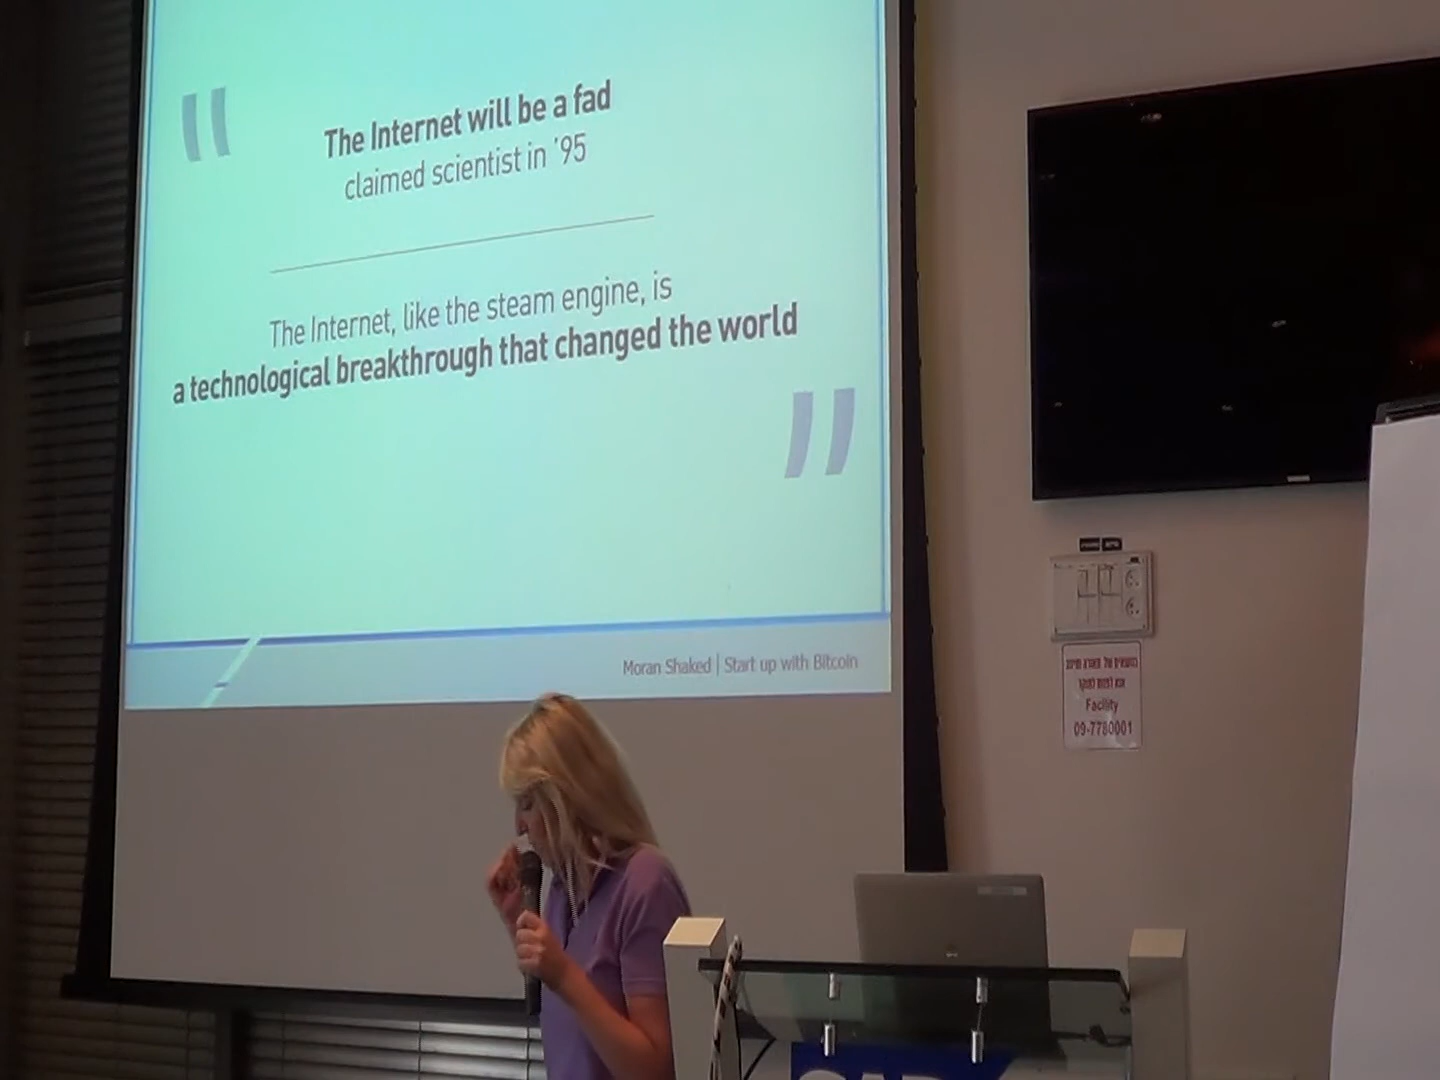 The Internet will be a fad
claimed scientist in '95
The Internet, like the steam engine, is
a technological breakthrough that changed the world
Moran Shaked | Start up with Bitcoin
Facility
09-7780001